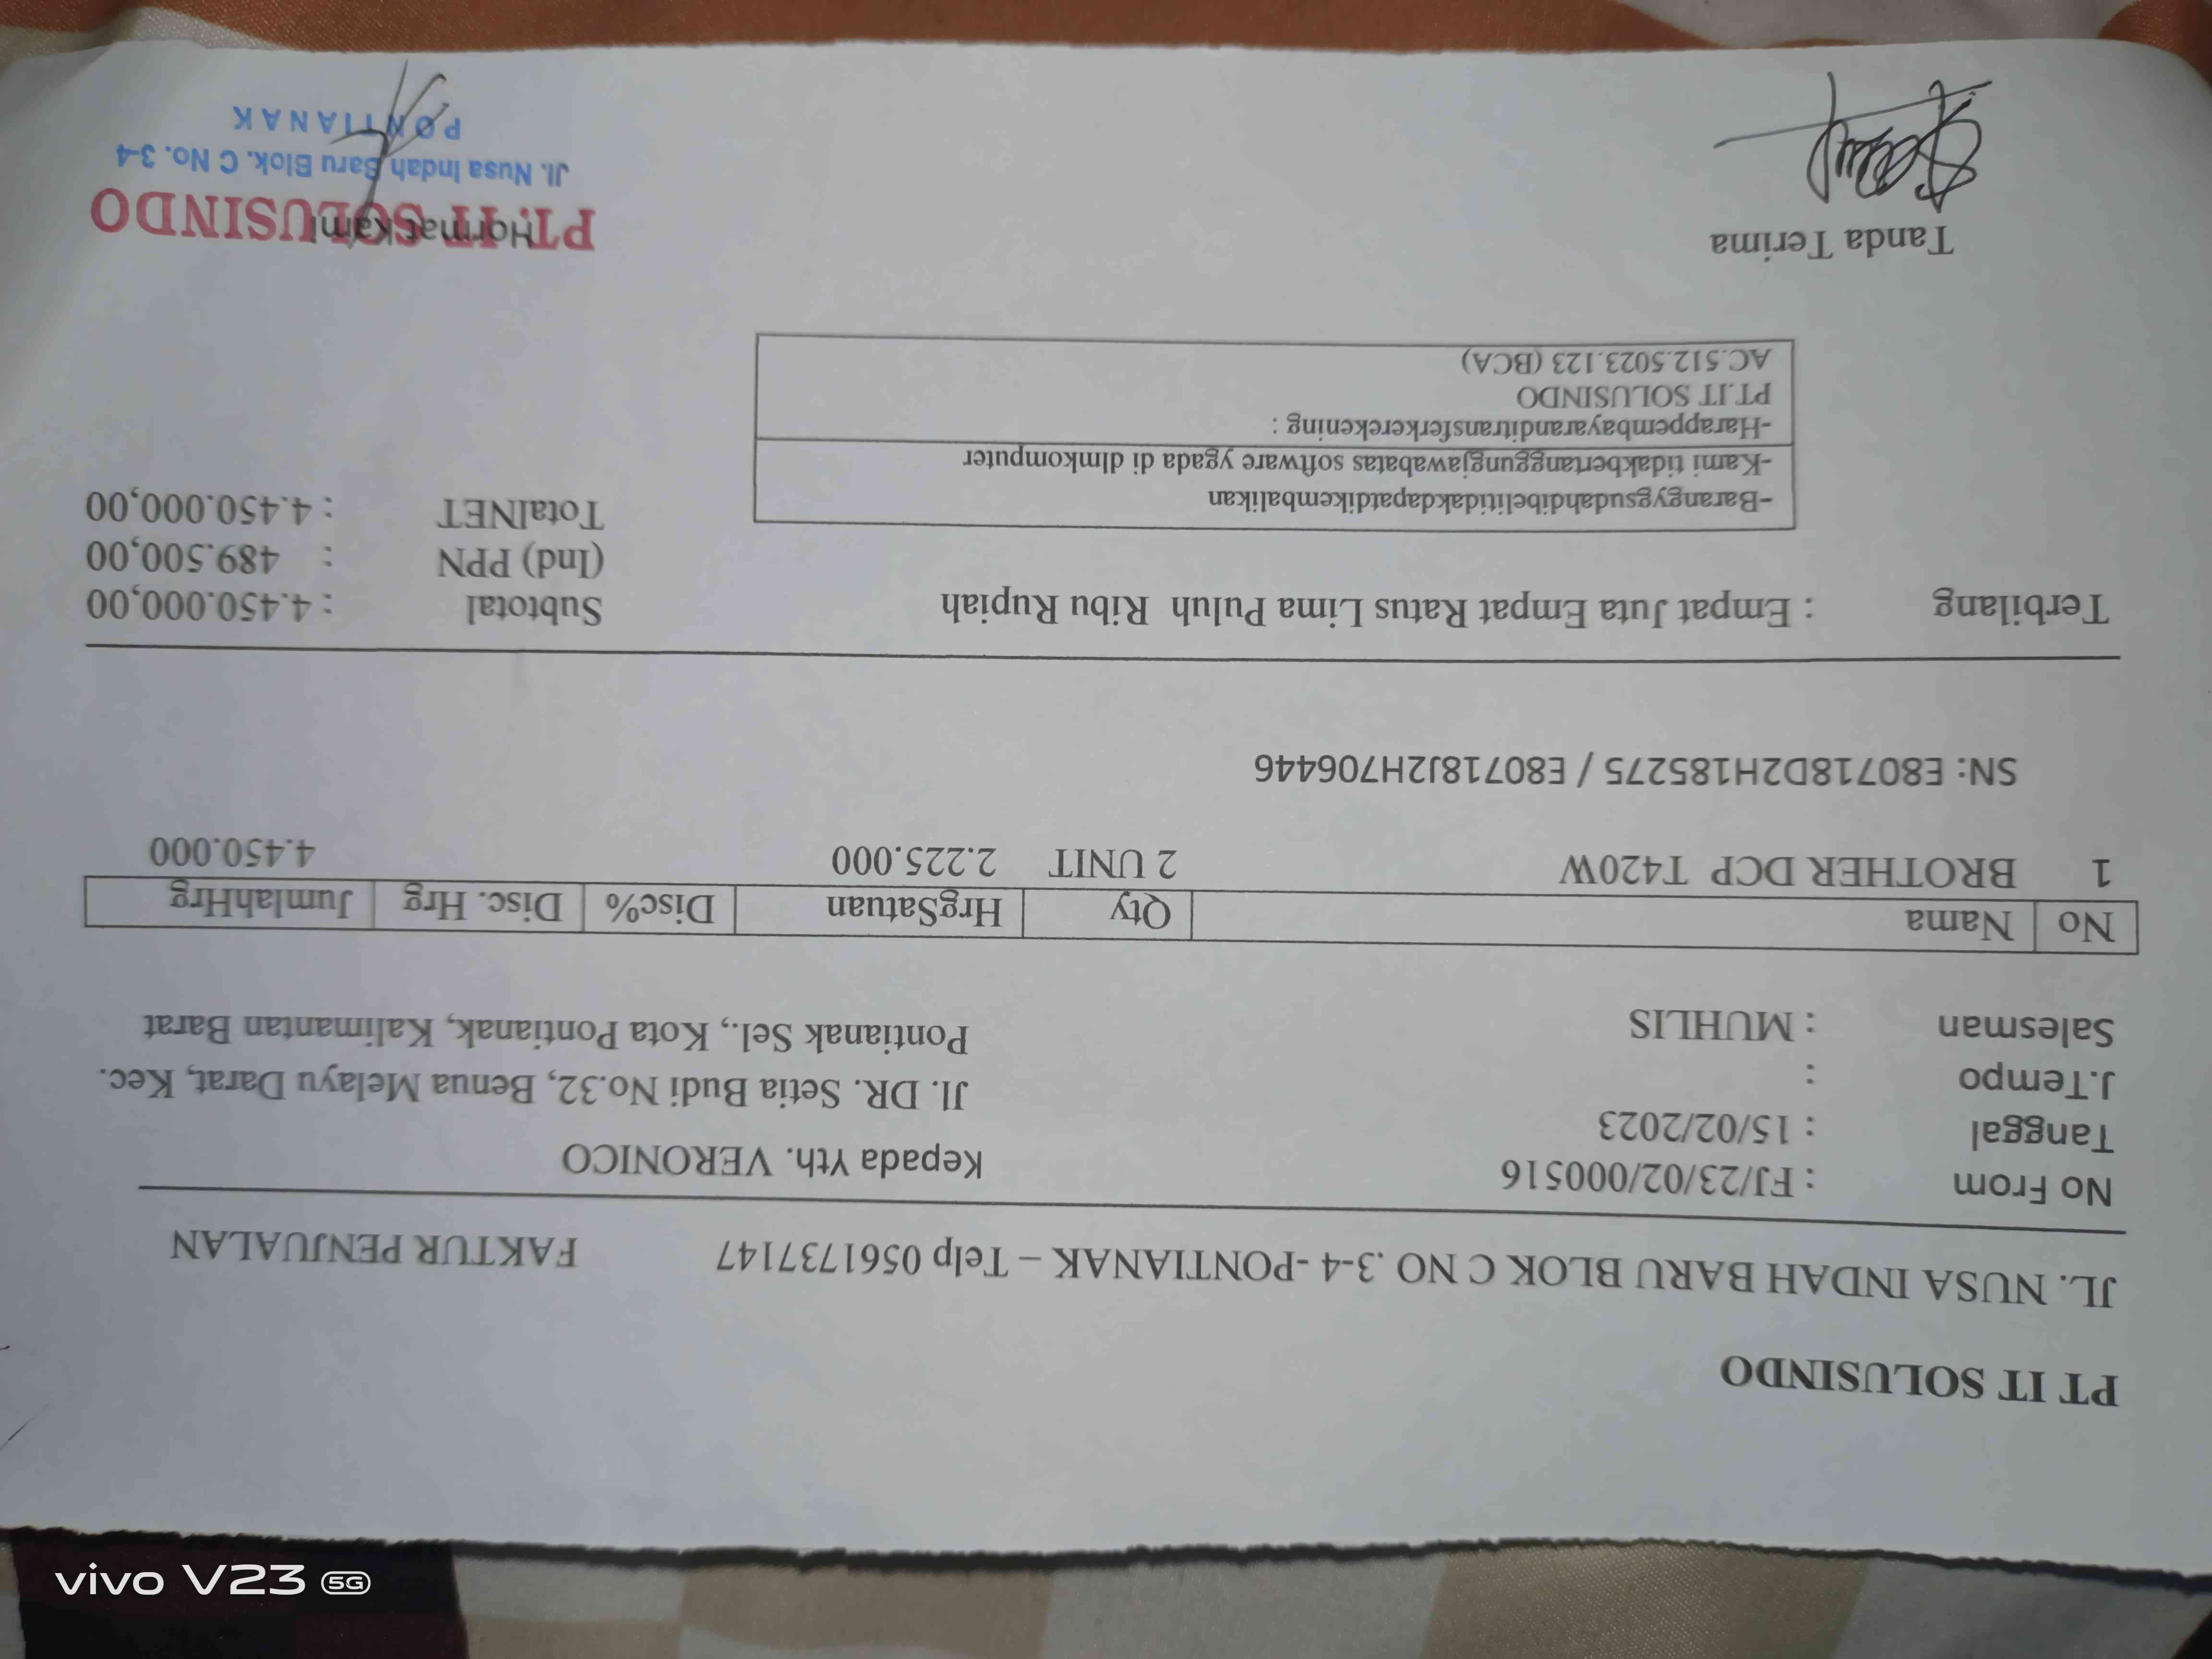 PT IT SOLUSINDO
JL. NUSA INDAH BARU BLOK C NO .3-4 -PONTIANAK – Telp 0561737147 FAKTUR PENJUALAN
No From : FJ/23/02/000516
Tanggal : 15/02/2023
J.Tempo :
Salesman : MUHLIS
Kepada Yth. VERONICO
Jl. DR. Setia Budi No.32, Benua Melayu Darat, Kec.
Pontianak Sel., Kota Pontianak, Kalimantan Barat
No Nama Qty HrgSatuan Disc% Disc. Hrg JumlahHrg
1 BROTHER DCP T420W 2 UNIT 2.225.000 4.450.000
SN: E80718D2H185275 / E80718J2H706446
Terbilang : Empat Juta Empat Ratus Lima Puluh Ribu Rupiah
Subtotal : 4.450.000,00
(Ind) PPN : 489.500,00
TotalNET : 4.450.000,00
-Barangygsudahdibelitidakdapatdikembalikan
-Kami tidakbertanggungjawabatas software ygada di dlmkomputer
-Harappembayaranditransferkerekening :
PT.IT SOLUSINDO
AC.512.5023.123 (BCA)
Tanda Terima
Hormat Kami
PT. IT SOLUSINDO
Jl. Nusa Indah Baru Blok. C No. 3-4
PONTIANAK
vivo V23 5G